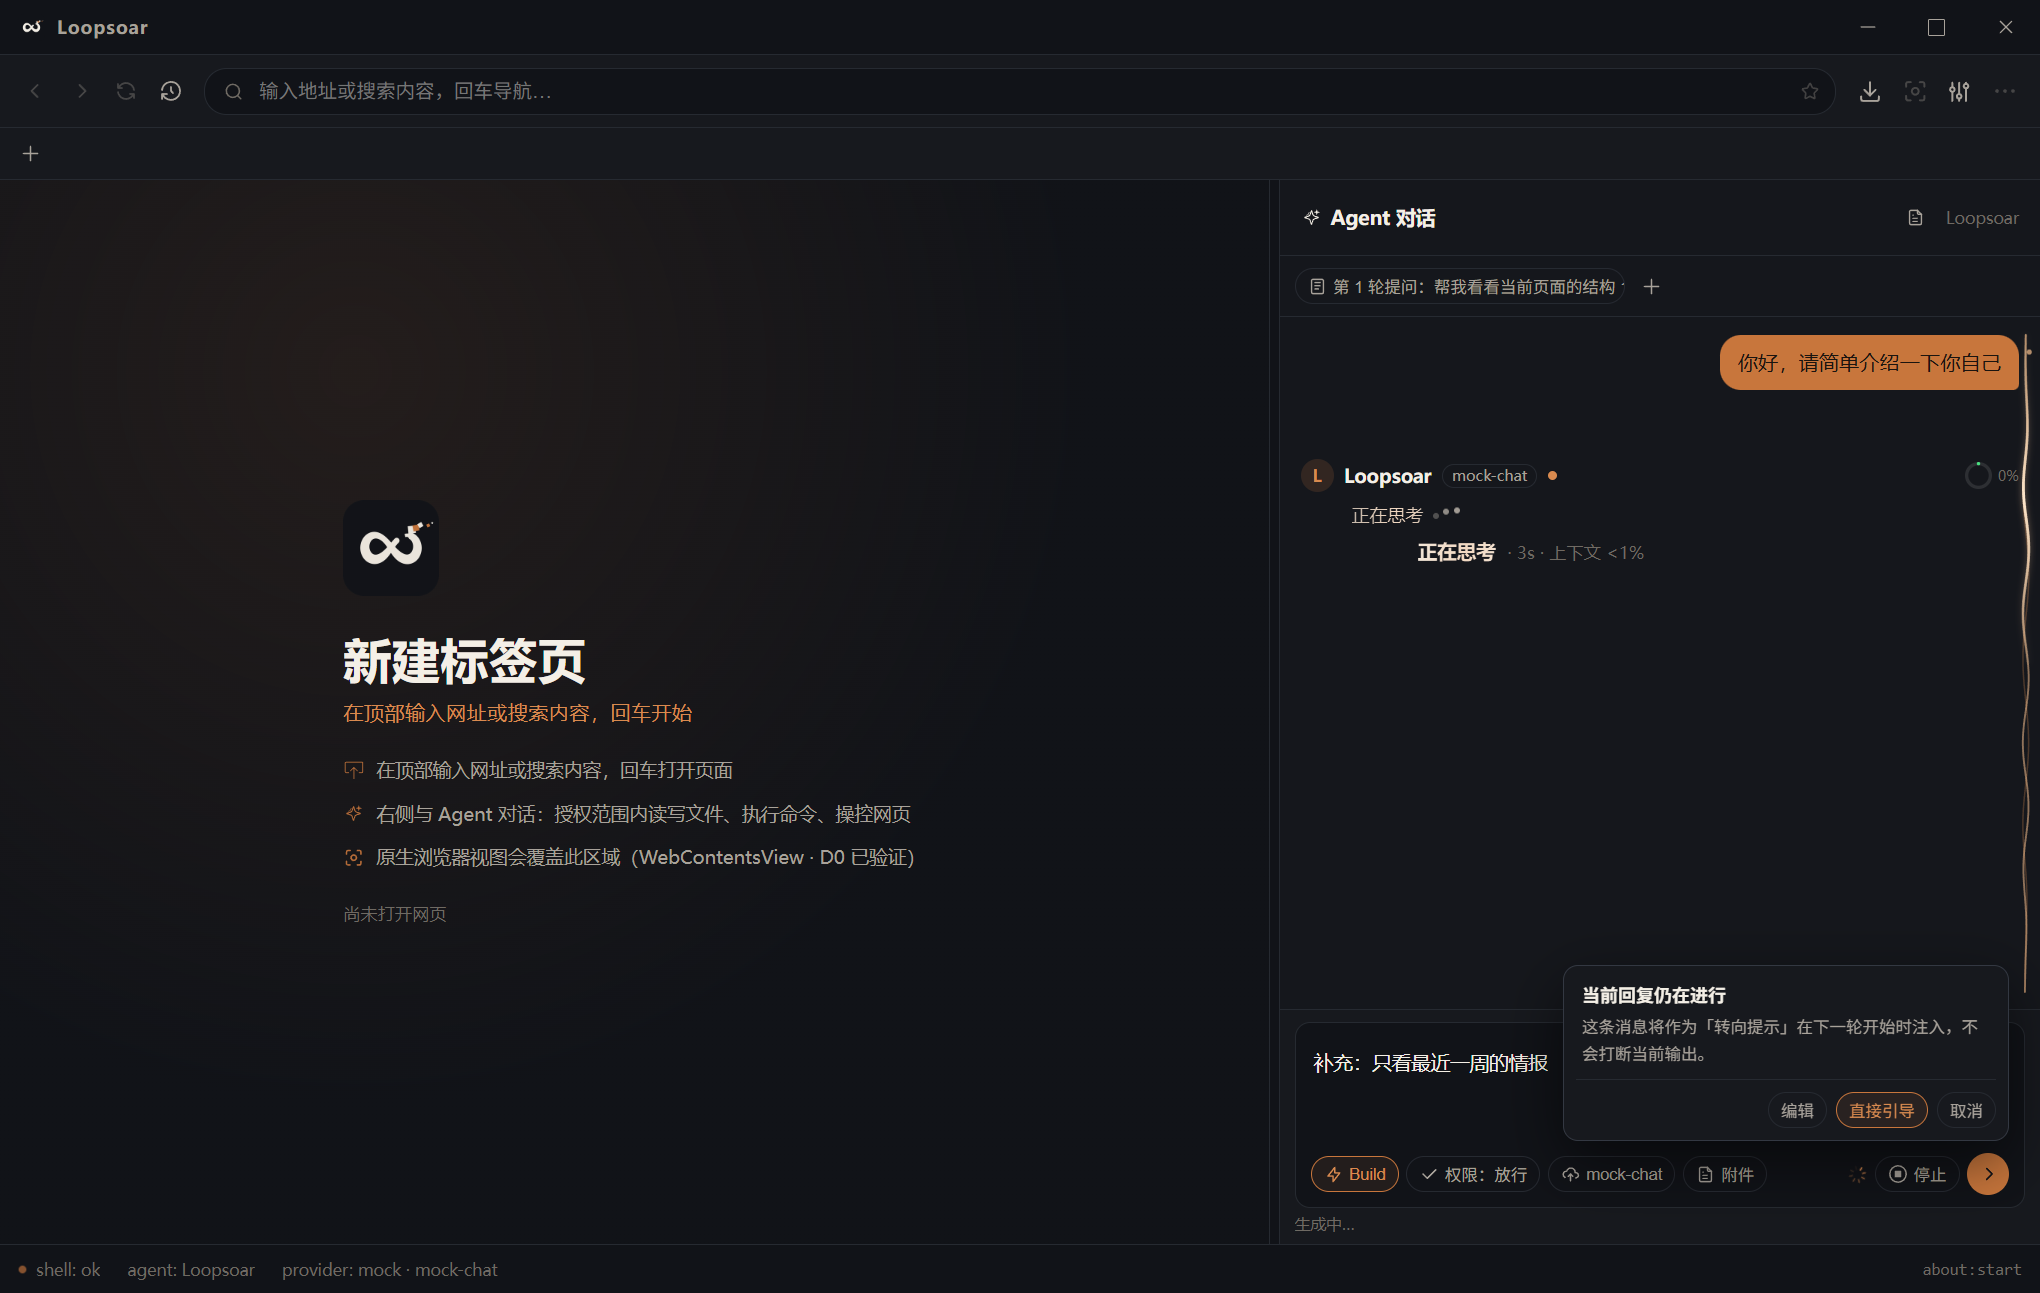 Loopsoar
输入地址或搜索内容，回车导航...
Agent 对话
Loopsoar
第 1 轮提问：帮我看看当前页面的结构
你好，请简单介绍一下你自己
L
Loopsoar
mock-chat
0%
正在思考
正在思考 · 3s · 上下文 <1%
新建标签页
在顶部输入网址或搜索内容，回车开始
在顶部输入网址或搜索内容，回车打开页面
右侧与 Agent 对话：授权范围内读写文件、执行命令、操控网页
原生浏览器视图会覆盖此区域（WebContentsView · D0 已验证）
尚未打开网页
当前回复仍在进行
这条消息将作为「转向提示」在下一轮开始时注入，不
会打断当前输出。
编辑
直接引导
取消
补充：只看最近一周的情报
Build
权限：放行
mock-chat
附件
停止
生成中...
shell: ok
agent: Loopsoar
provider: mock · mock-chat
about:start